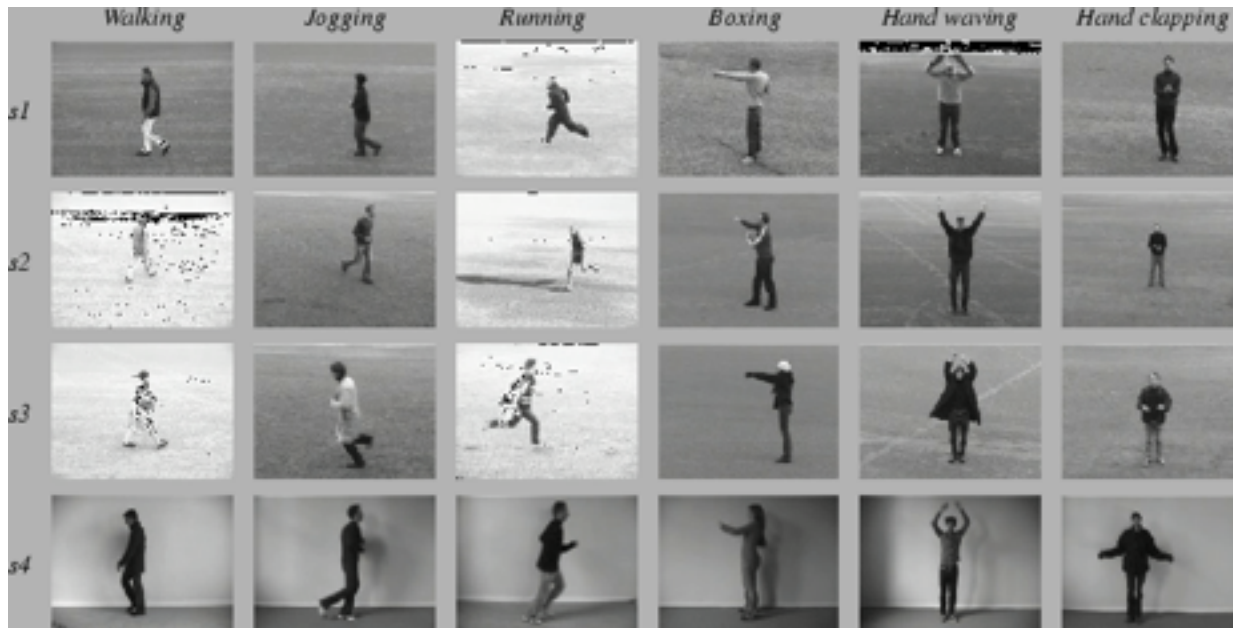 Walking Jogging Running Boxing Hand waving Hand clapping
s1
s2
s3
s4